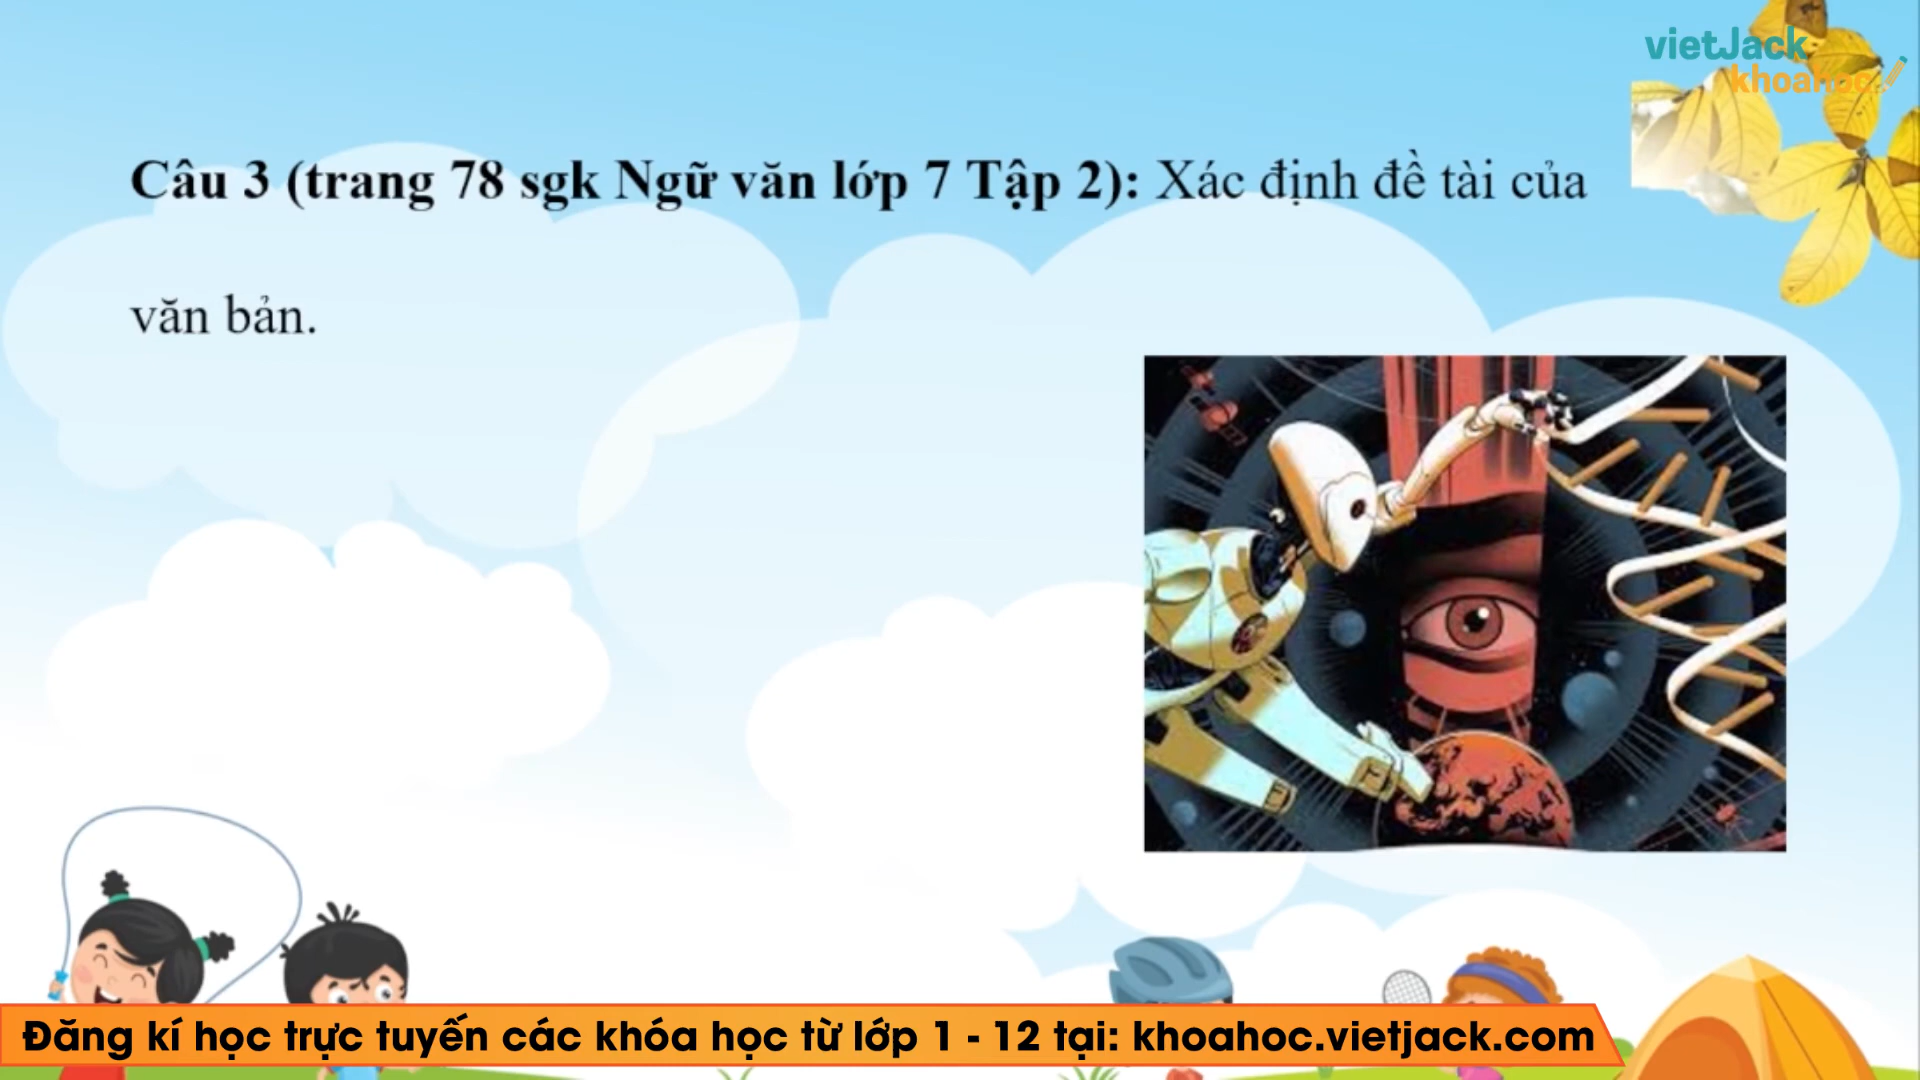 vietJack
khoahoc
Câu 3 (trang 78 sgk Ngữ văn lớp 7 Tập 2): Xác định đề tài của
văn bản.
Đăng kí học trực tuyến các khóa học từ lớp 1 - 12 tại: khoahoc.vietjack.com